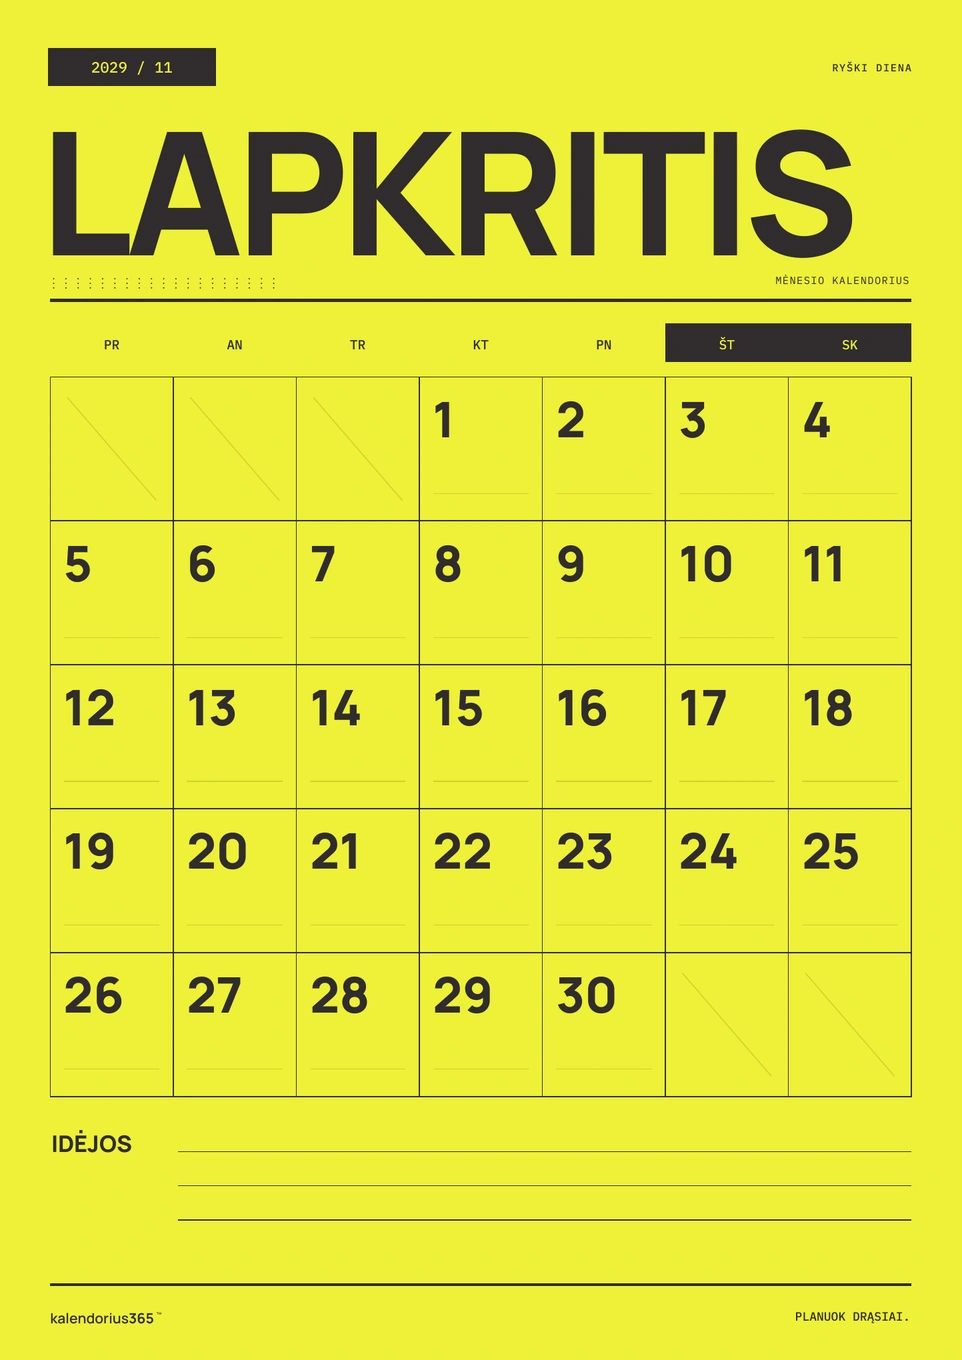 2029 / 11
RYŠKI DIENA
LAPKRITIS
MĖNESIO KALENDORIUS
PR AN TR KT PN ŠT SK
1 2 3 4
5 6 7 8 9 10 11
12 13 14 15 16 17 18
19 20 21 22 23 24 25
26 27 28 29 30
IDĖJOS
kalendorius365™
PLANUOK DRĄSIAI.